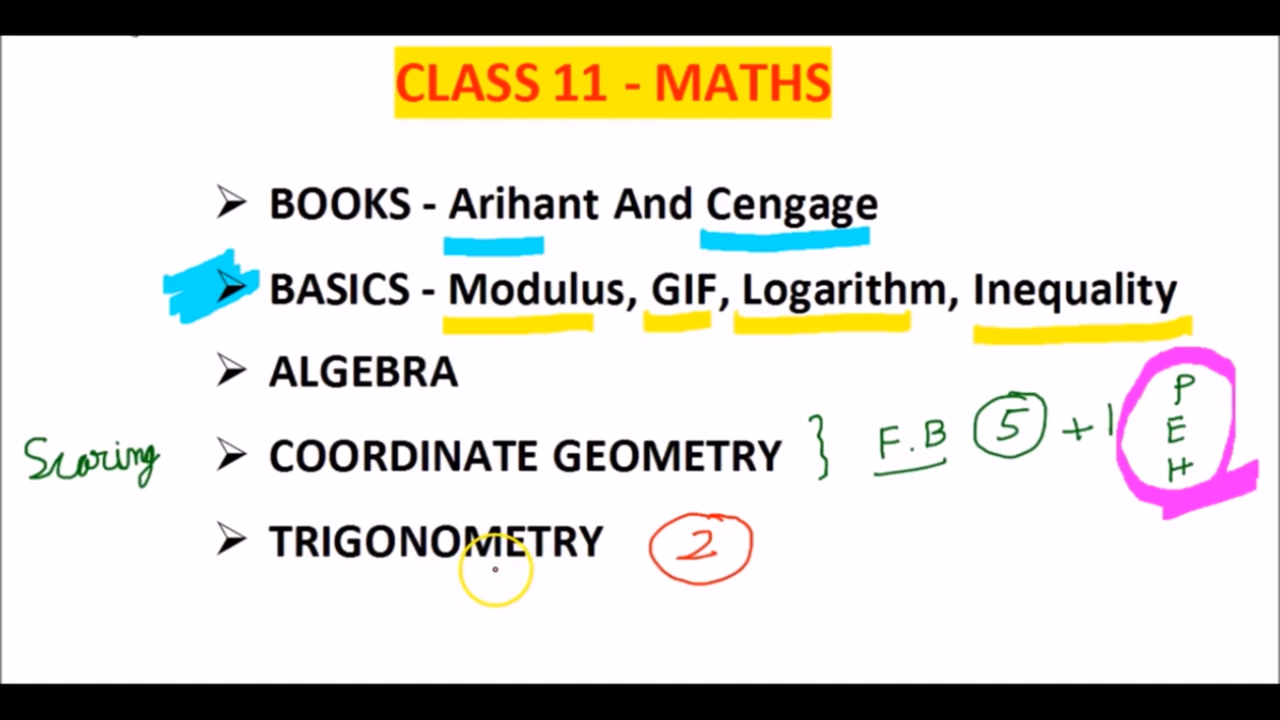 CLASS 11 - MATHS
➢ BOOKS - Arihant And Cengage
➢ BASICS - Modulus, GIF, Logarithm, Inequality
➢ ALGEBRA
Scoring ➢ COORDINATE GEOMETRY } F.B 5 + 1
P
E
H
➢ TRIGONOMETRY 2